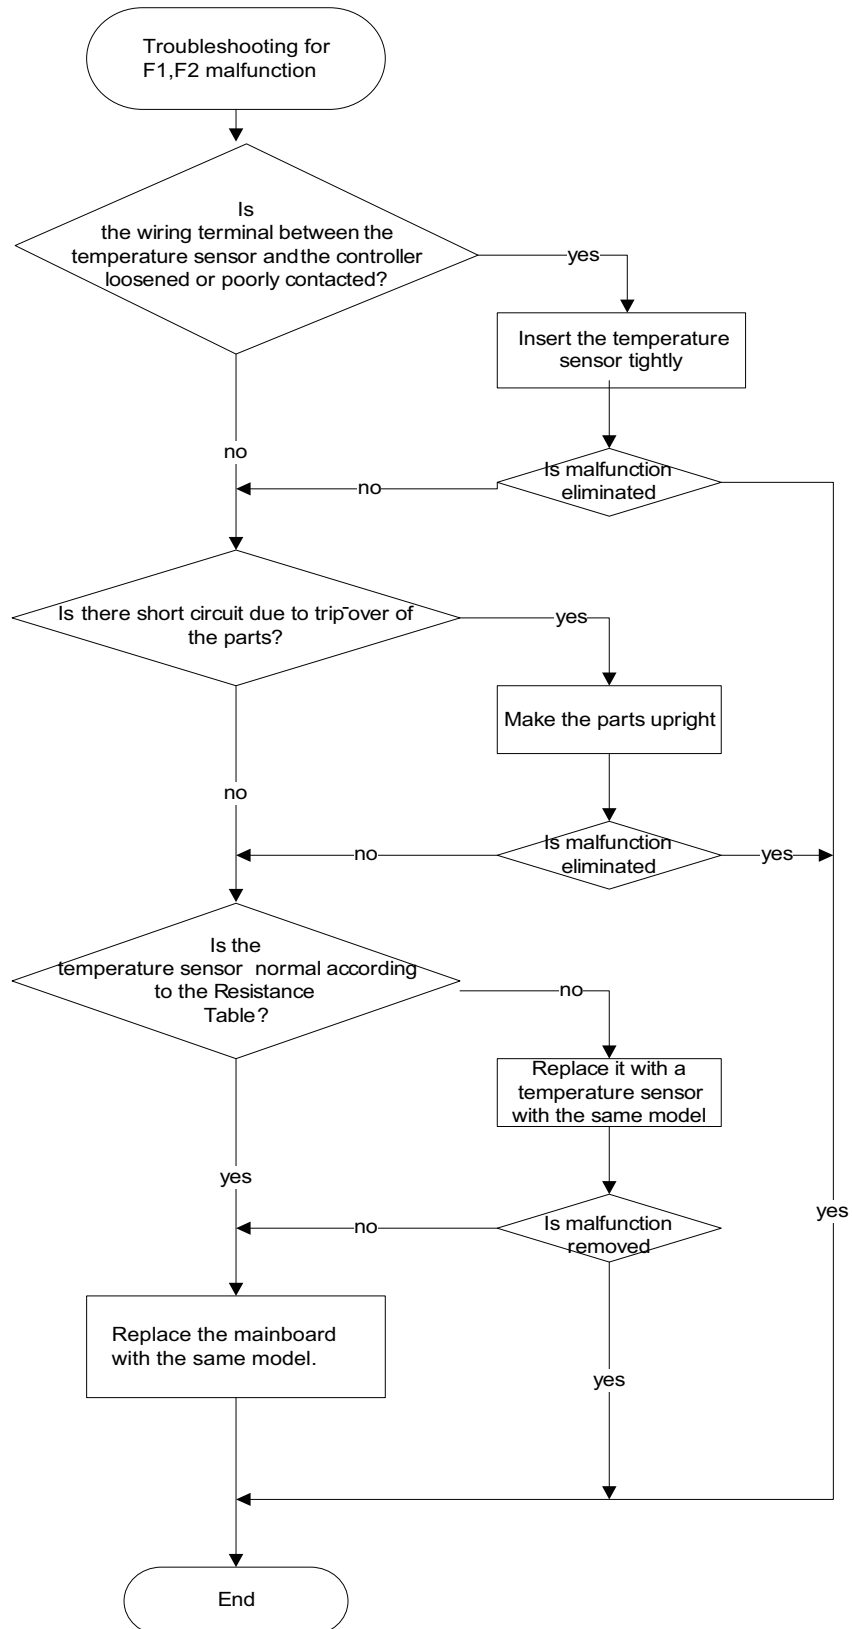 Troubleshooting for
F1,F2 malfunction
Is
the wiring terminal between the
temperature sensor and the controller
loosened or poorly contacted?
yes
Insert the temperature
sensor tightly
no
Is malfunction
eliminated
no
Is there short circuit due to trip-over of
the parts?
yes
Make the parts upright
no
Is malfunction
eliminated
no
yes
Is the
temperature sensor normal according
to the Resistance
Table?
no
Replace it with a
temperature sensor
with the same model
yes
Is malfunction
removed
no
yes
Replace the mainboard
with the same model.
yes
End